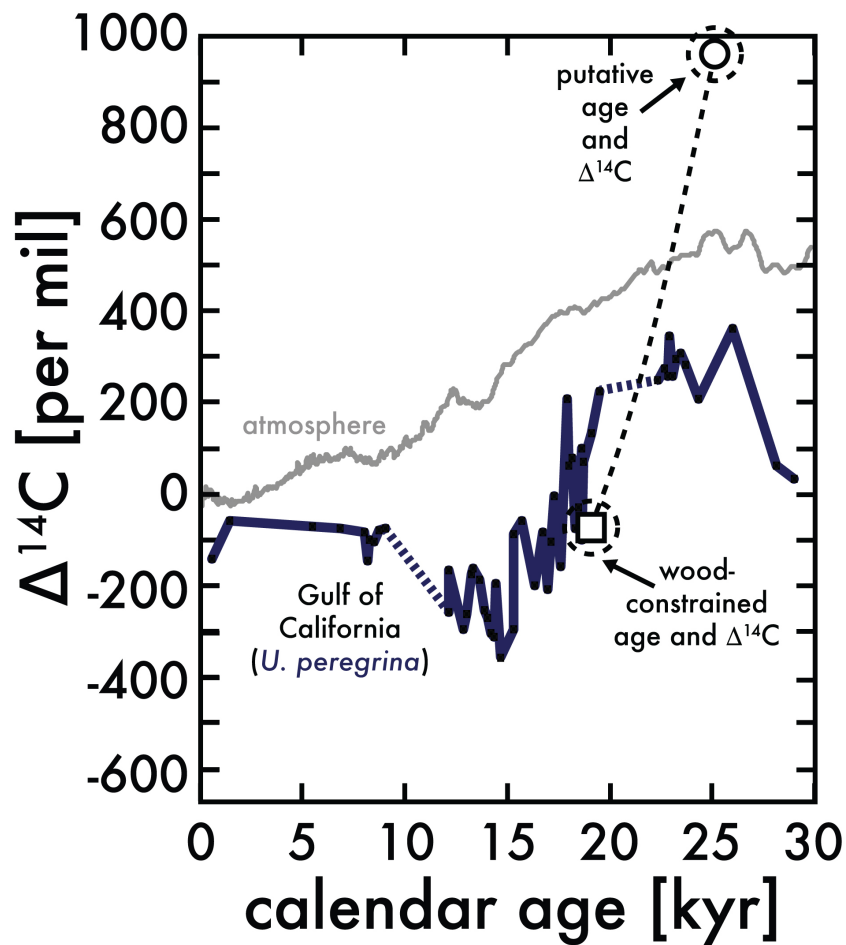 1000
800
600
400
200
0
-200
-400
-600
Δ¹⁴C [per mil]
putative
age
and
Δ¹⁴C
atmosphere
Gulf of
California
(U. peregrina)
wood-
constrained
age and Δ¹⁴C
0 5 10 15 20 25 30
calendar age [kyr]